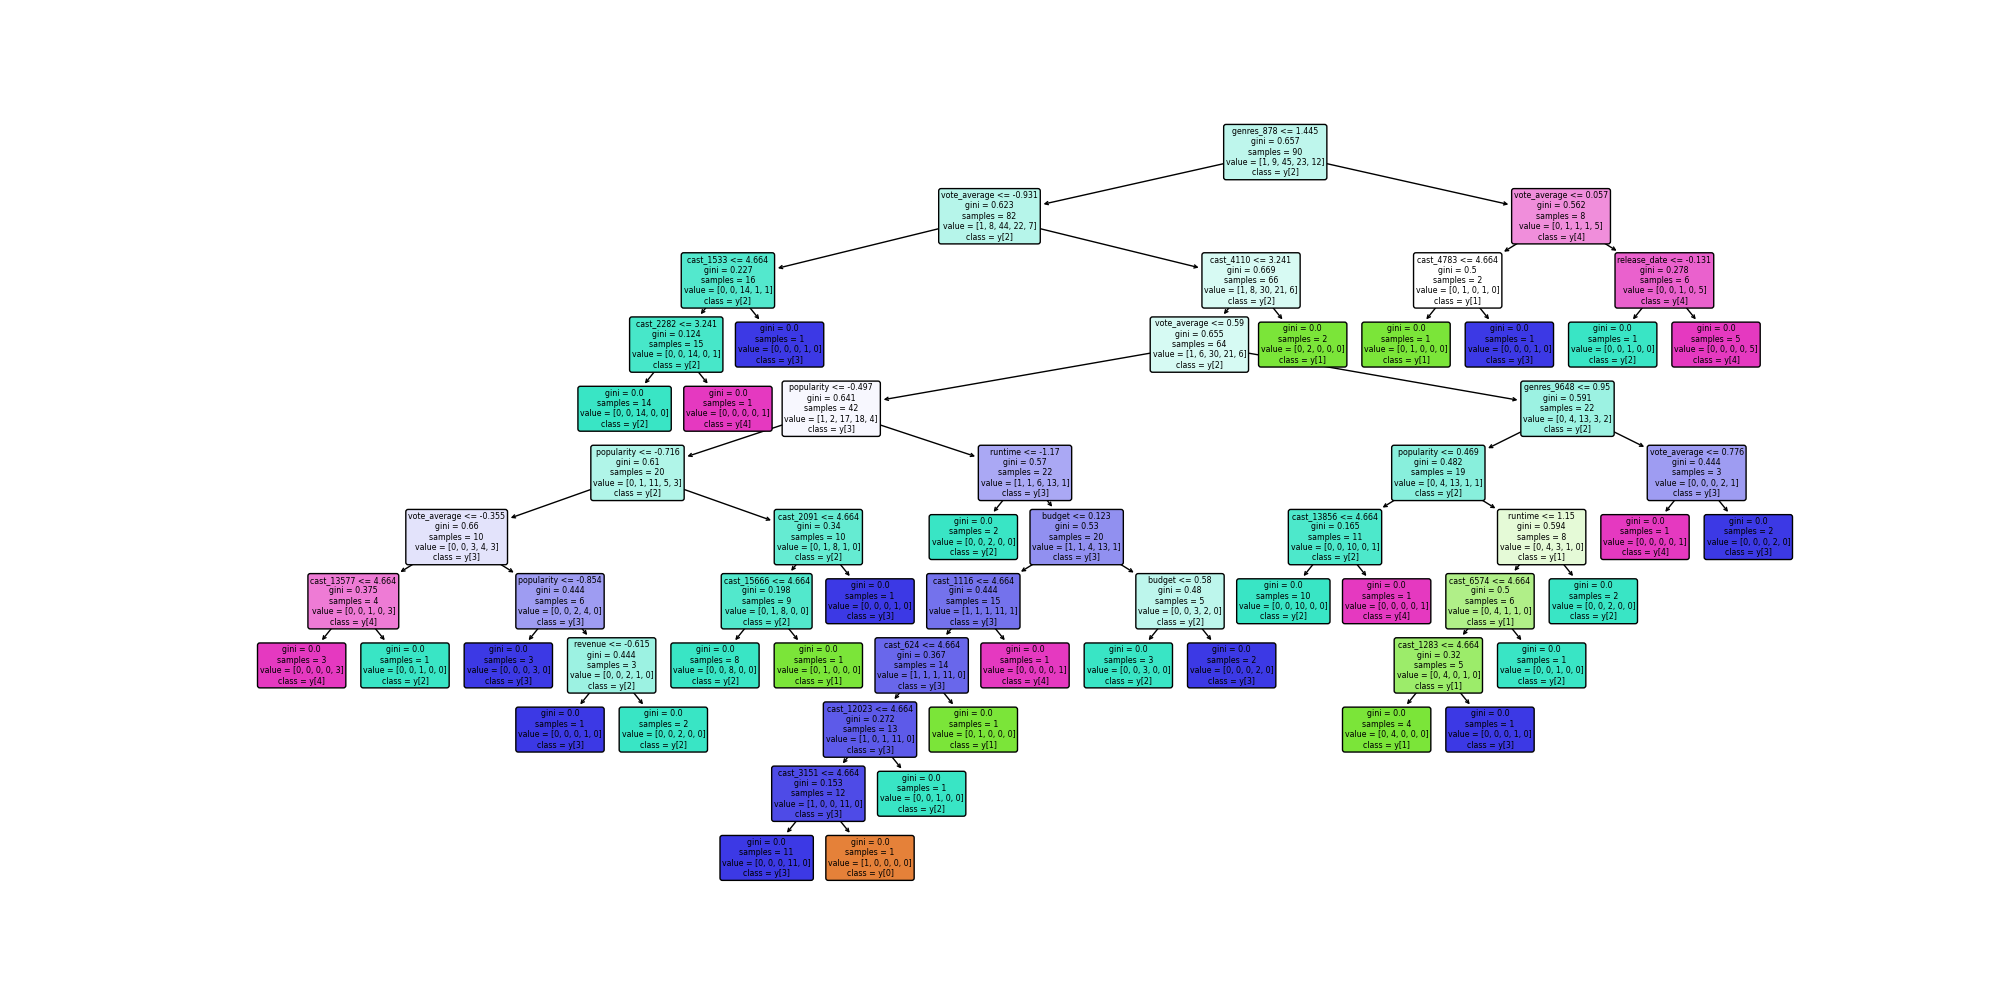 genres_878 <= 1.445
gini = 0.657
samples = 90
value = [1, 9, 45, 23, 12]
class = y[2]
vote_average <= -0.931
gini = 0.623
samples = 82
value = [1, 8, 44, 22, 7]
class = y[2]
vote_average <= 0.057
gini = 0.562
samples = 8
value = [0, 1, 1, 1, 5]
class = y[4]
cast_1533 <= 4.664
gini = 0.227
samples = 16
value = [0, 0, 14, 1, 1]
class = y[2]
cast_4110 <= 3.241
gini = 0.669
samples = 66
value = [1, 8, 30, 21, 6]
class = y[2]
cast_4783 <= 4.664
gini = 0.5
samples = 2
value = [0, 1, 0, 1, 0]
class = y[1]
release_date <= -0.131
gini = 0.278
samples = 6
value = [0, 0, 1, 0, 5]
class = y[4]
cast_2282 <= 3.241
gini = 0.124
samples = 15
value = [0, 0, 14, 0, 1]
class = y[2]
gini = 0.0
samples = 1
value = [0, 0, 0, 1, 0]
class = y[3]
vote_average <= 0.59
gini = 0.655
samples = 64
value = [1, 6, 30, 21, 6]
class = y[2]
gini = 0.0
samples = 2
value = [0, 2, 0, 0, 0]
class = y[1]
gini = 0.0
samples = 1
value = [0, 1, 0, 0, 0]
class = y[1]
gini = 0.0
samples = 1
value = [0, 0, 0, 1, 0]
class = y[3]
gini = 0.0
samples = 1
value = [0, 0, 1, 0, 0]
class = y[2]
gini = 0.0
samples = 5
value = [0, 0, 0, 0, 5]
class = y[4]
gini = 0.0
samples = 14
value = [0, 0, 14, 0, 0]
class = y[2]
gini = 0.0
samples = 1
value = [0, 0, 0, 0, 1]
class = y[4]
popularity <= -0.497
gini = 0.641
samples = 42
value = [1, 2, 17, 18, 4]
class = y[3]
genres_9648 <= 0.95
gini = 0.591
samples = 22
value = [0, 4, 13, 3, 2]
class = y[2]
popularity <= -0.716
gini = 0.61
samples = 20
value = [0, 1, 11, 5, 3]
class = y[2]
runtime <= -1.17
gini = 0.57
samples = 22
value = [1, 1, 6, 13, 1]
class = y[3]
popularity <= 0.469
gini = 0.482
samples = 19
value = [0, 4, 13, 1, 1]
class = y[2]
vote_average <= 0.776
gini = 0.444
samples = 3
value = [0, 0, 0, 2, 1]
class = y[3]
vote_average <= -0.355
gini = 0.66
samples = 10
value = [0, 0, 3, 4, 3]
class = y[3]
cast_2091 <= 4.664
gini = 0.34
samples = 10
value = [0, 1, 8, 1, 0]
class = y[2]
gini = 0.0
samples = 2
value = [0, 0, 2, 0, 0]
class = y[2]
budget <= 0.123
gini = 0.53
samples = 20
value = [1, 1, 4, 13, 1]
class = y[3]
cast_13856 <= 4.664
gini = 0.165
samples = 11
value = [0, 0, 10, 0, 1]
class = y[2]
runtime <= 1.15
gini = 0.594
samples = 8
value = [0, 4, 3, 1, 0]
class = y[1]
gini = 0.0
samples = 1
value = [0, 0, 0, 0, 1]
class = y[4]
gini = 0.0
samples = 2
value = [0, 0, 0, 2, 0]
class = y[3]
cast_13577 <= 4.664
gini = 0.375
samples = 4
value = [0, 0, 1, 0, 3]
class = y[4]
popularity <= -0.854
gini = 0.444
samples = 6
value = [0, 0, 2, 4, 0]
class = y[3]
cast_15666 <= 4.664
gini = 0.198
samples = 9
value = [0, 1, 8, 0, 0]
class = y[2]
gini = 0.0
samples = 1
value = [0, 0, 0, 1, 0]
class = y[3]
cast_1116 <= 4.664
gini = 0.444
samples = 15
value = [1, 1, 1, 11, 1]
class = y[3]
budget <= 0.58
gini = 0.48
samples = 5
value = [0, 0, 3, 2, 0]
class = y[2]
gini = 0.0
samples = 10
value = [0, 0, 10, 0, 0]
class = y[2]
gini = 0.0
samples = 1
value = [0, 0, 0, 0, 1]
class = y[4]
cast_6574 <= 4.664
gini = 0.5
samples = 6
value = [0, 4, 1, 1, 0]
class = y[1]
gini = 0.0
samples = 2
value = [0, 0, 2, 0, 0]
class = y[2]
gini = 0.0
samples = 3
value = [0, 0, 0, 0, 3]
class = y[4]
gini = 0.0
samples = 1
value = [0, 0, 1, 0, 0]
class = y[2]
gini = 0.0
samples = 3
value = [0, 0, 0, 3, 0]
class = y[3]
revenue <= -0.615
gini = 0.444
samples = 3
value = [0, 0, 2, 1, 0]
class = y[2]
gini = 0.0
samples = 8
value = [0, 0, 8, 0, 0]
class = y[2]
gini = 0.0
samples = 1
value = [0, 1, 0, 0, 0]
class = y[1]
cast_624 <= 4.664
gini = 0.367
samples = 14
value = [1, 1, 1, 11, 0]
class = y[3]
gini = 0.0
samples = 1
value = [0, 0, 0, 0, 1]
class = y[4]
gini = 0.0
samples = 3
value = [0, 0, 3, 0, 0]
class = y[2]
gini = 0.0
samples = 2
value = [0, 0, 0, 2, 0]
class = y[3]
cast_1283 <= 4.664
gini = 0.32
samples = 5
value = [0, 4, 0, 1, 0]
class = y[1]
gini = 0.0
samples = 1
value = [0, 0, 1, 0, 0]
class = y[2]
gini = 0.0
samples = 1
value = [0, 0, 0, 1, 0]
class = y[3]
gini = 0.0
samples = 2
value = [0, 0, 2, 0, 0]
class = y[2]
cast_12023 <= 4.664
gini = 0.272
samples = 13
value = [1, 0, 1, 11, 0]
class = y[3]
gini = 0.0
samples = 1
value = [0, 1, 0, 0, 0]
class = y[1]
gini = 0.0
samples = 4
value = [0, 4, 0, 0, 0]
class = y[1]
gini = 0.0
samples = 1
value = [0, 0, 0, 1, 0]
class = y[3]
cast_3151 <= 4.664
gini = 0.153
samples = 12
value = [1, 0, 0, 11, 0]
class = y[3]
gini = 0.0
samples = 1
value = [0, 0, 1, 0, 0]
class = y[2]
gini = 0.0
samples = 11
value = [0, 0, 0, 11, 0]
class = y[3]
gini = 0.0
samples = 1
value = [1, 0, 0, 0, 0]
class = y[0]